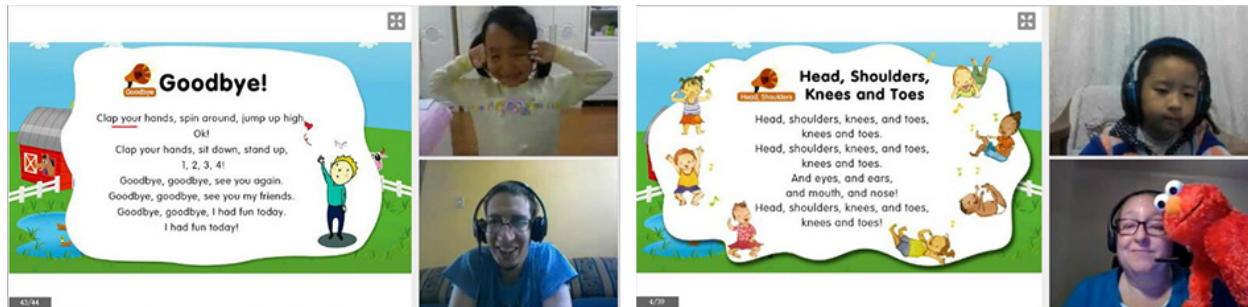 Goodbye
Goodbye!
Clap your hands, spin around, jump up high,
Ok!
Clap your hands, sit down, stand up,
1, 2, 3, 4!
Goodbye, goodbye, see you again.
Goodbye, goodbye, see you my friends.
Goodbye, goodbye, I had fun today.
I had fun today!
43/44
Head, Shoulders
Head, Shoulders,
Knees and Toes
Head, shoulders, knees, and toes,
knees and toes.
Head, shoulders, knees, and toes,
knees and toes.
And eyes, and ears,
and mouth, and nose!
Head, shoulders, knees, and toes,
knees and toes!
4/39